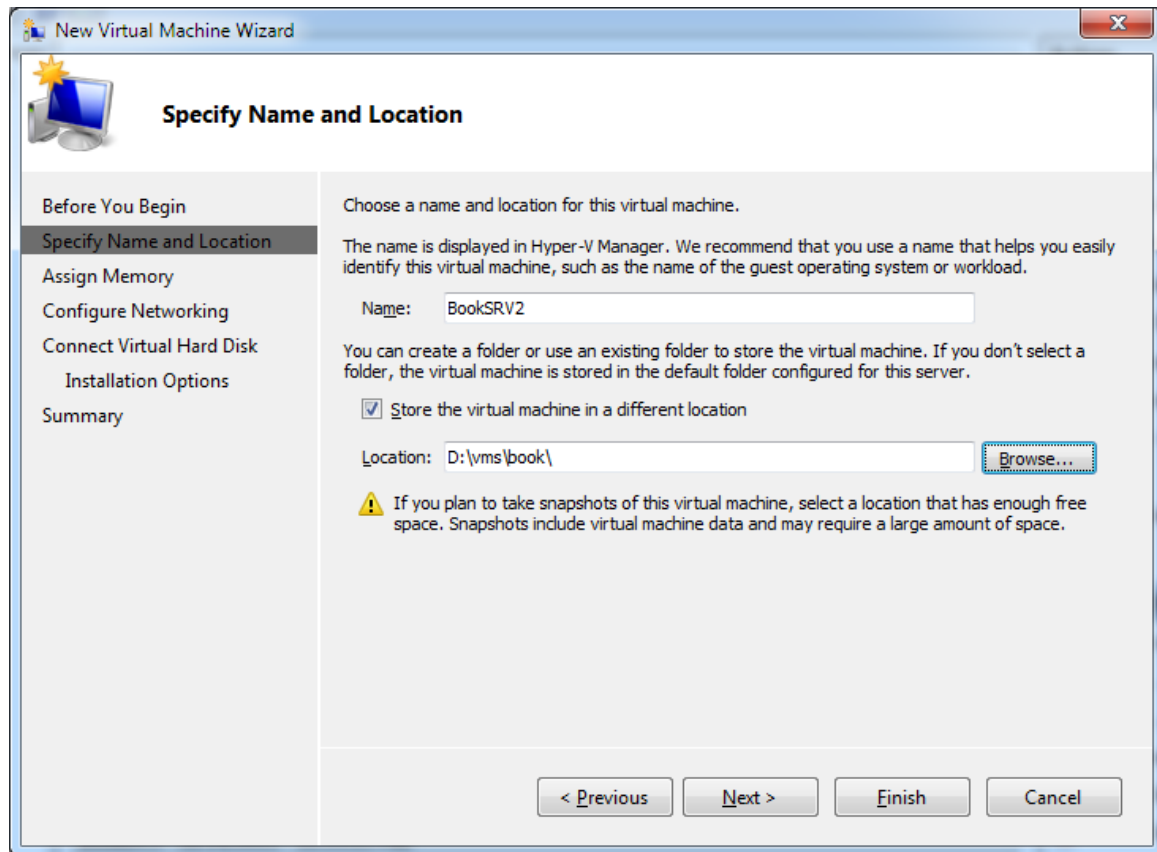 New Virtual Machine Wizard
Specify Name and Location
Before You Begin
Specify Name and Location
Assign Memory
Configure Networking
Connect Virtual Hard Disk
Installation Options
Summary
Choose a name and location for this virtual machine.
The name is displayed in Hyper-V Manager. We recommend that you use a name that helps you easily
identify this virtual machine, such as the name of the guest operating system or workload.
Name: BookSRV2
You can create a folder or use an existing folder to store the virtual machine. If you don't select a
folder, the virtual machine is stored in the default folder configured for this server.
Store the virtual machine in a different location
Location: D:\vms\book\ Browse...
If you plan to take snapshots of this virtual machine, select a location that has enough free
space. Snapshots include virtual machine data and may require a large amount of space.
< Previous Next > Finish Cancel